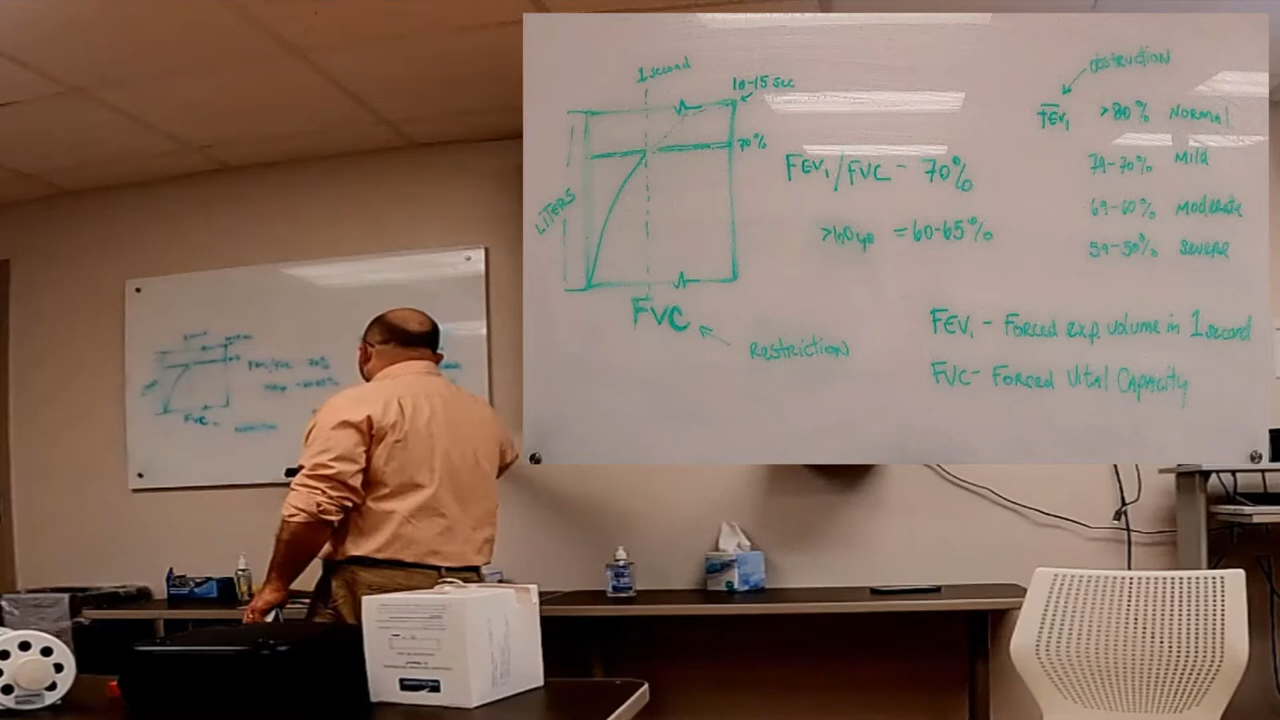 1 second
10-15 sec
70%
LITERS
FVC
RESTRICTION
FEV₁/FVC - 70%
>60yo = 60-65%
obstruction
FEV₁ >80% NORMAL
79-70% Mild
69-60% Moderate
59-50% severe
FEV₁ - Forced exp. volume in 1 second
FVC - Forced Vital Capacity
FVC